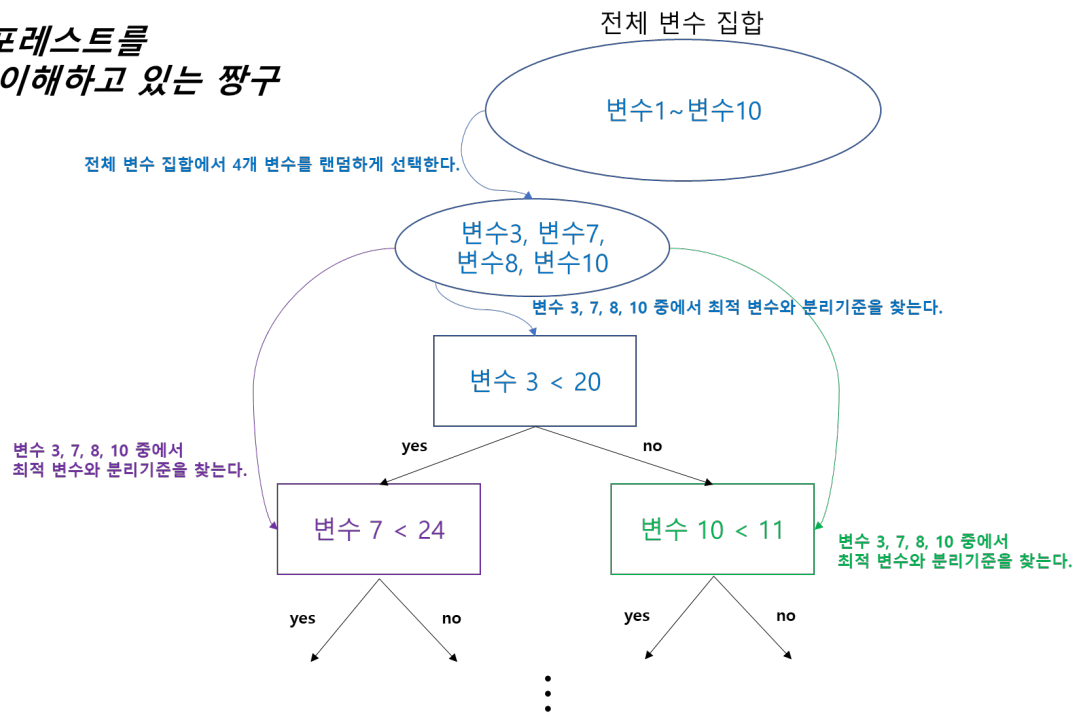 포레스트를
이해하고 있는 짱구
전체 변수 집합
변수1~변수10
전체 변수 집합에서 4개 변수를 랜덤하게 선택한다.
변수3, 변수7,
변수8, 변수10
변수 3, 7, 8, 10 중에서 최적 변수와 분리기준을 찾는다.
변수 3 < 20
yes
no
변수 3, 7, 8, 10 중에서
최적 변수와 분리기준을 찾는다.
변수 7 < 24
변수 10 < 11
변수 3, 7, 8, 10 중에서
최적 변수와 분리기준을 찾는다.
yes
no
yes
no